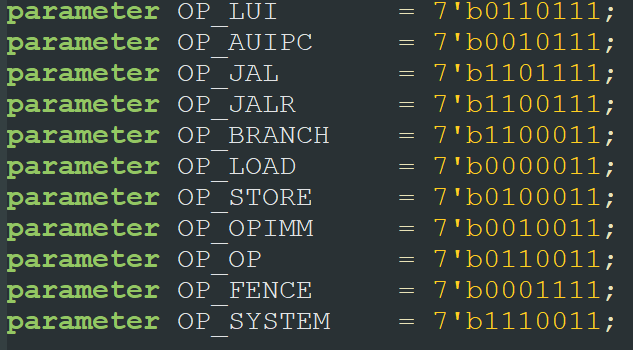 parameter OP_LUI = 7'b0110111;
parameter OP_AUIPC = 7'b0010111;
parameter OP_JAL = 7'b1101111;
parameter OP_JALR = 7'b1100111;
parameter OP_BRANCH = 7'b1100011;
parameter OP_LOAD = 7'b0000011;
parameter OP_STORE = 7'b0100011;
parameter OP_OPIMM = 7'b0010011;
parameter OP_OP = 7'b0110011;
parameter OP_FENCE = 7'b0001111;
parameter OP_SYSTEM = 7'b1110011;